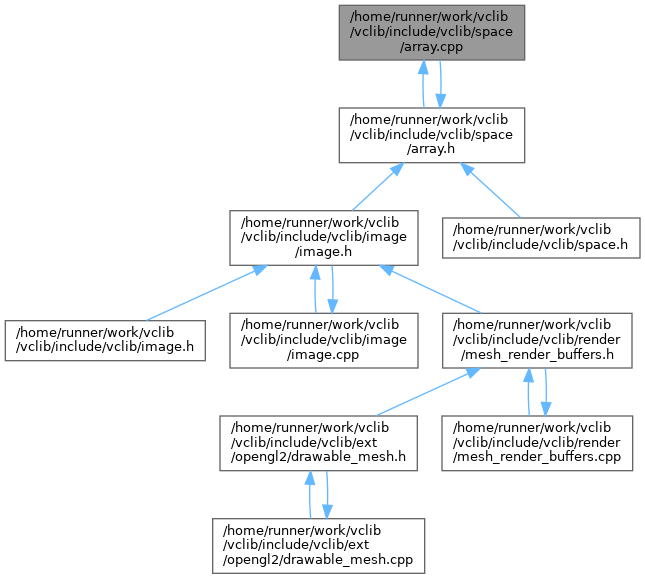 /home/runner/work/vclib
/vclib/include/vclib/space
/array.cpp
/home/runner/work/vclib
/vclib/include/vclib/space
/array.h
/home/runner/work/vclib
/vclib/include/vclib/image
/image.h
/home/runner/work/vclib
/vclib/include/vclib/space.h
/home/runner/work/vclib
/vclib/include/vclib/image.h
/home/runner/work/vclib
/vclib/include/vclib/image
/image.cpp
/home/runner/work/vclib
/vclib/include/vclib/render
/mesh_render_buffers.h
/home/runner/work/vclib
/vclib/include/vclib/ext
/opengl2/drawable_mesh.h
/home/runner/work/vclib
/vclib/include/vclib/render
/mesh_render_buffers.cpp
/home/runner/work/vclib
/vclib/include/vclib/ext
/opengl2/drawable_mesh.cpp